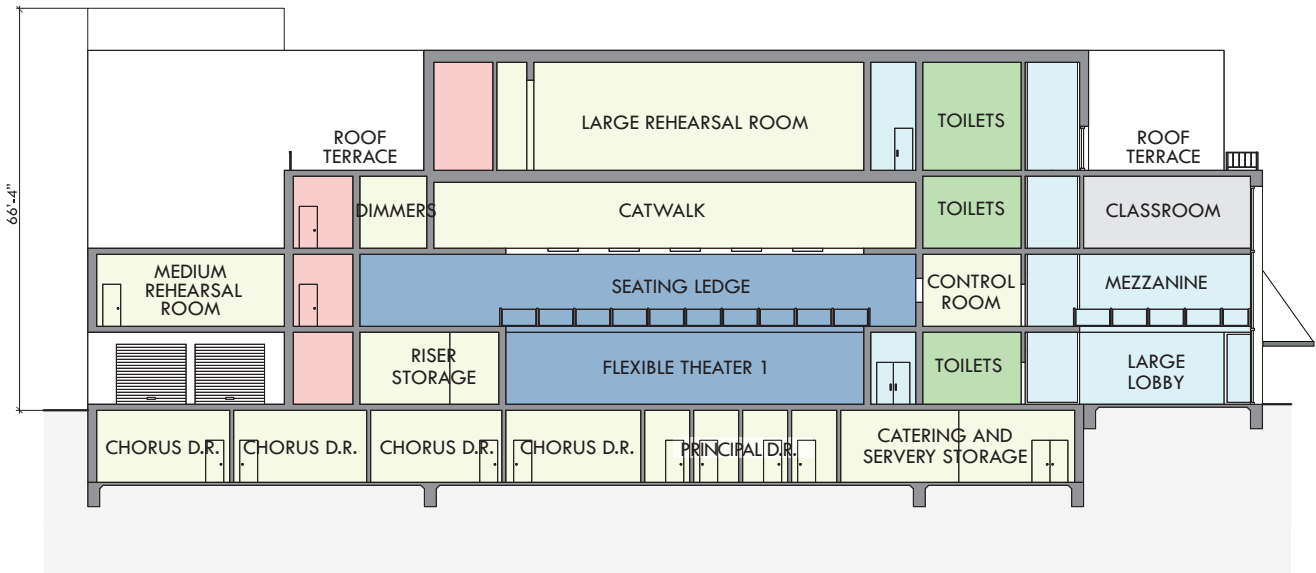 66'-4"
LARGE REHEARSAL ROOM
TOILETS
ROOF
TERRACE
ROOF
TERRACE
DIMMERS
CATWALK
TOILETS
CLASSROOM
MEDIUM
REHEARSAL
ROOM
SEATING LEDGE
CONTROL
ROOM
MEZZANINE
RISER
STORAGE
FLEXIBLE THEATER 1
TOILETS
LARGE
LOBBY
CHORUS D.R.
CHORUS D.R.
CHORUS D.R.
CHORUS D.R.
PRINCIPAL D.R.
CATERING AND
SERVERY STORAGE